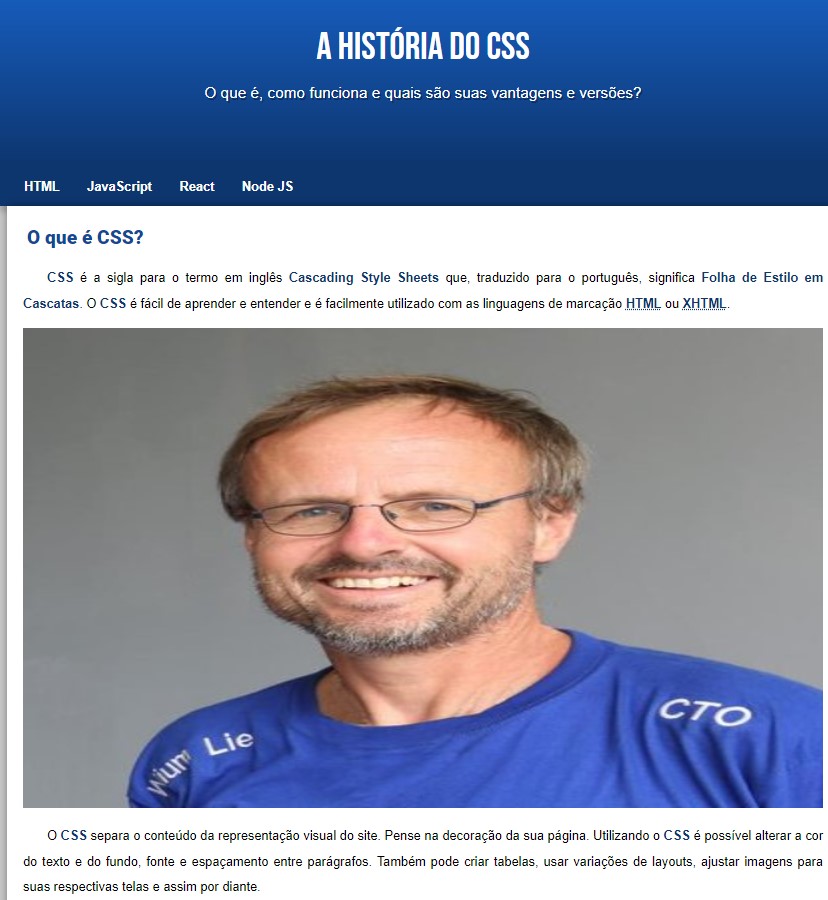 A HISTÓRIA DO CSS
O que é, como funciona e quais são suas vantagens e versões?
HTML JavaScript React Node JS
O que é CSS?
CSS é a sigla para o termo em inglês Cascading Style Sheets que, traduzido para o português, significa Folha de Estilo em
Cascatas. O CSS é fácil de aprender e entender e é facilmente utilizado com as linguagens de marcação HTML ou XHTML.
Wium Lie
CTO
O CSS separa o conteúdo da representação visual do site. Pense na decoração da sua página. Utilizando o CSS é possível alterar a cor
do texto e do fundo, fonte e espaçamento entre parágrafos. Também pode criar tabelas, usar variações de layouts, ajustar imagens para
suas respectivas telas e assim por diante.